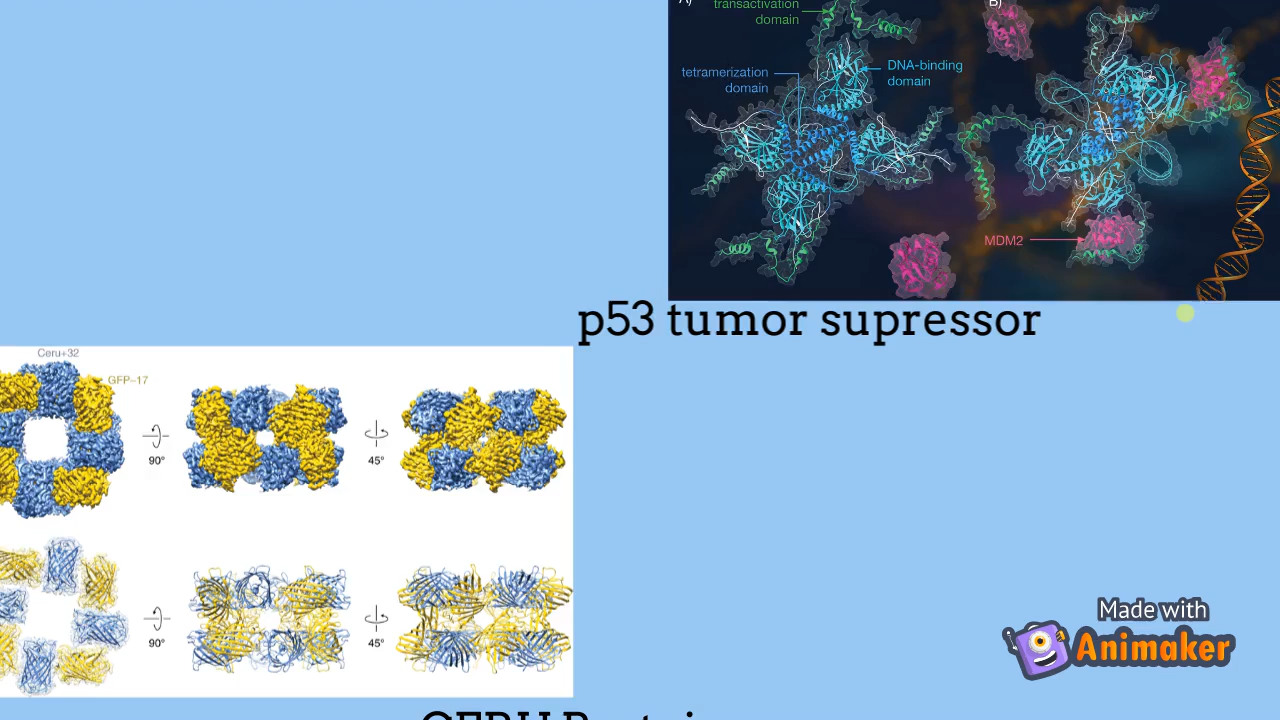 A)
B)
transactivation
domain
tetramerization
domain
DNA-binding
domain
MDM2
p53 tumor supressor
Ceru+32
GFP–17
90°
45°
90°
45°
Made with
Animaker